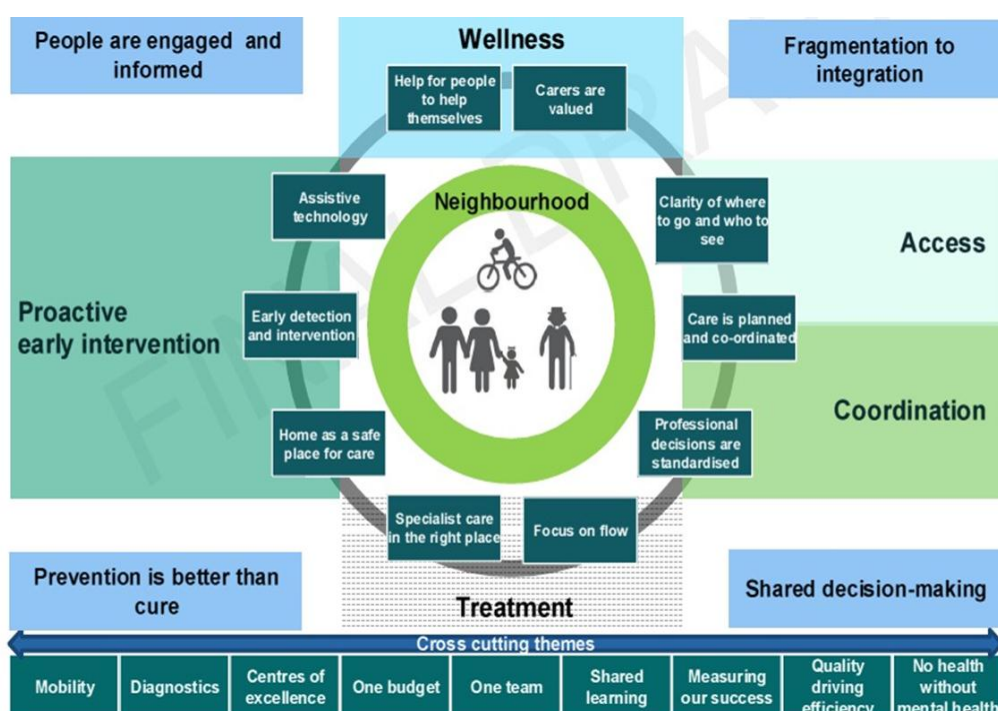 People are engaged and
informed
Wellness
Fragmentation to
integration
Help for people
to help
themselves
Carers are
valued
Assistive
technology
Neighbourhood
Clarity of where
to go and who to
see
Access
Proactive
early intervention
Early detection
and intervention
Care is planned
and co-ordinated
Coordination
Home as a safe
place for care
Professional
decisions are
standardised
Specialist care
in the right place
Focus on flow
Prevention is better than
cure
Treatment
Shared decision-making
Cross cutting themes
Mobility
Diagnostics
Centres of
excellence
One budget
One team
Shared
learning
Measuring
our success
Quality
driving
efficiency
No health
without
mental health